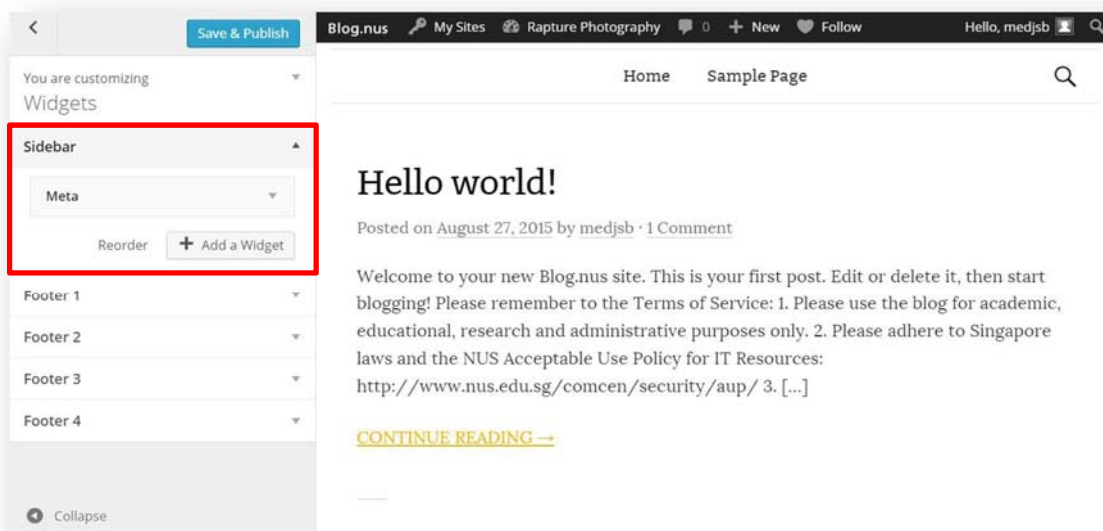 Save & Publish
You are customizing
Widgets
Sidebar
Meta
Reorder + Add a Widget
Footer 1
Footer 2
Footer 3
Footer 4
Collapse
Blog.nus My Sites Rapture Photography 0 + New Follow Hello, medjsb
Home Sample Page
Hello world!
Posted on August 27, 2015 by medjsb · 1 Comment
Welcome to your new Blog.nus site. This is your first post. Edit or delete it, then start
blogging! Please remember to the Terms of Service: 1. Please use the blog for academic,
educational, research and administrative purposes only. 2. Please adhere to Singapore
laws and the NUS Acceptable Use Policy for IT Resources:
http://www.nus.edu.sg/comcen/security/aup/ 3. [...]
CONTINUE READING →